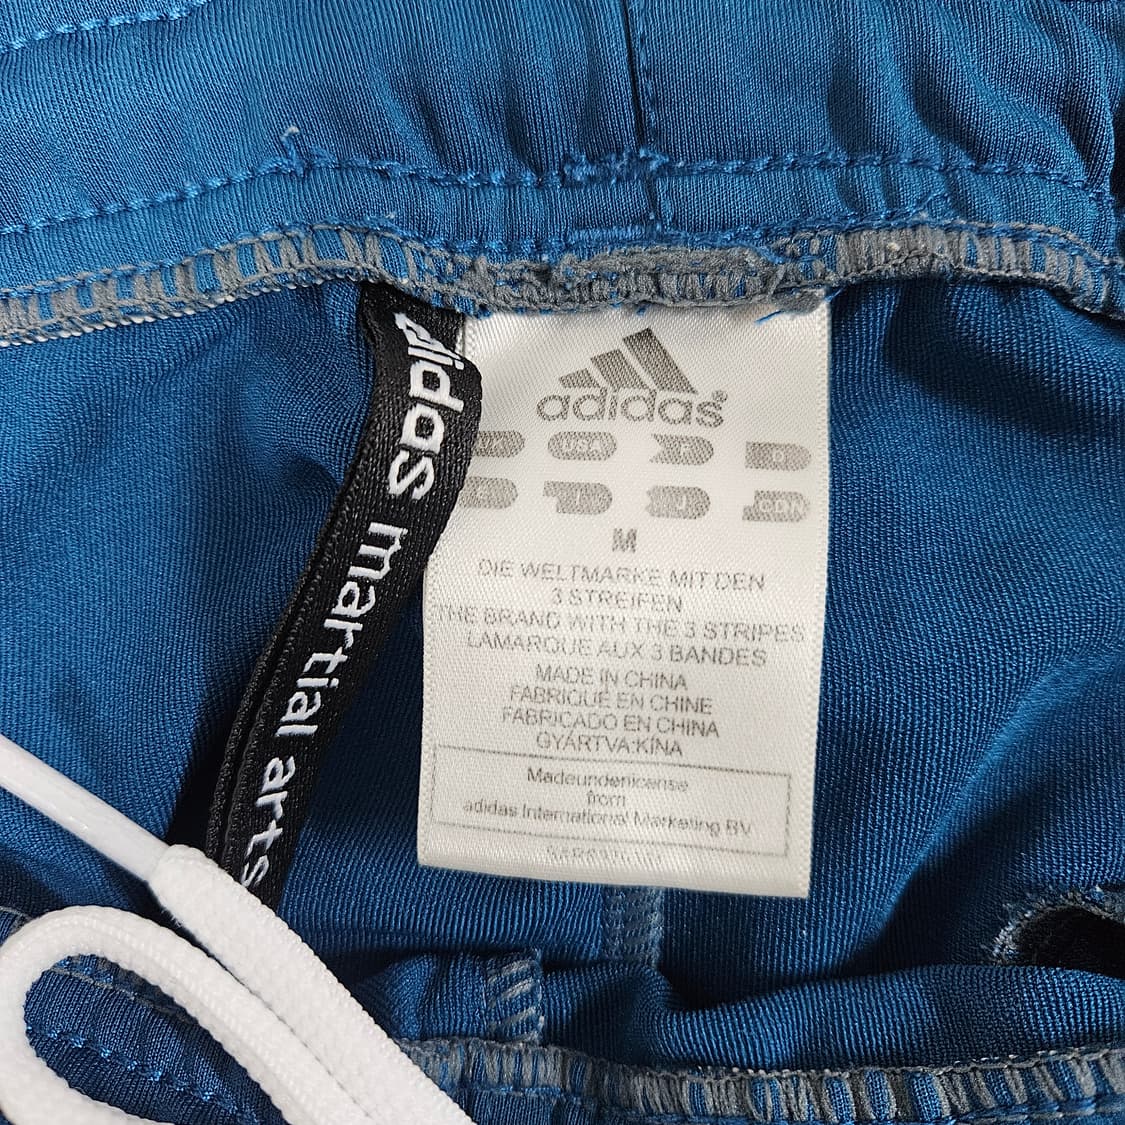 adidas martial arts
adidas®
UK USA F D
E I J CDN
M
DIE WELTMARKE MIT DEN
3 STREIFEN
THE BRAND WITH THE 3 STRIPES
LAMARQUE AUX 3 BANDES
MADE IN CHINA
FABRIQUÉ EN CHINE
FABRICADO EN CHINA
GYÁRTVA:KÍNA
Madeunderlicense
from
adidas International Marketing BV